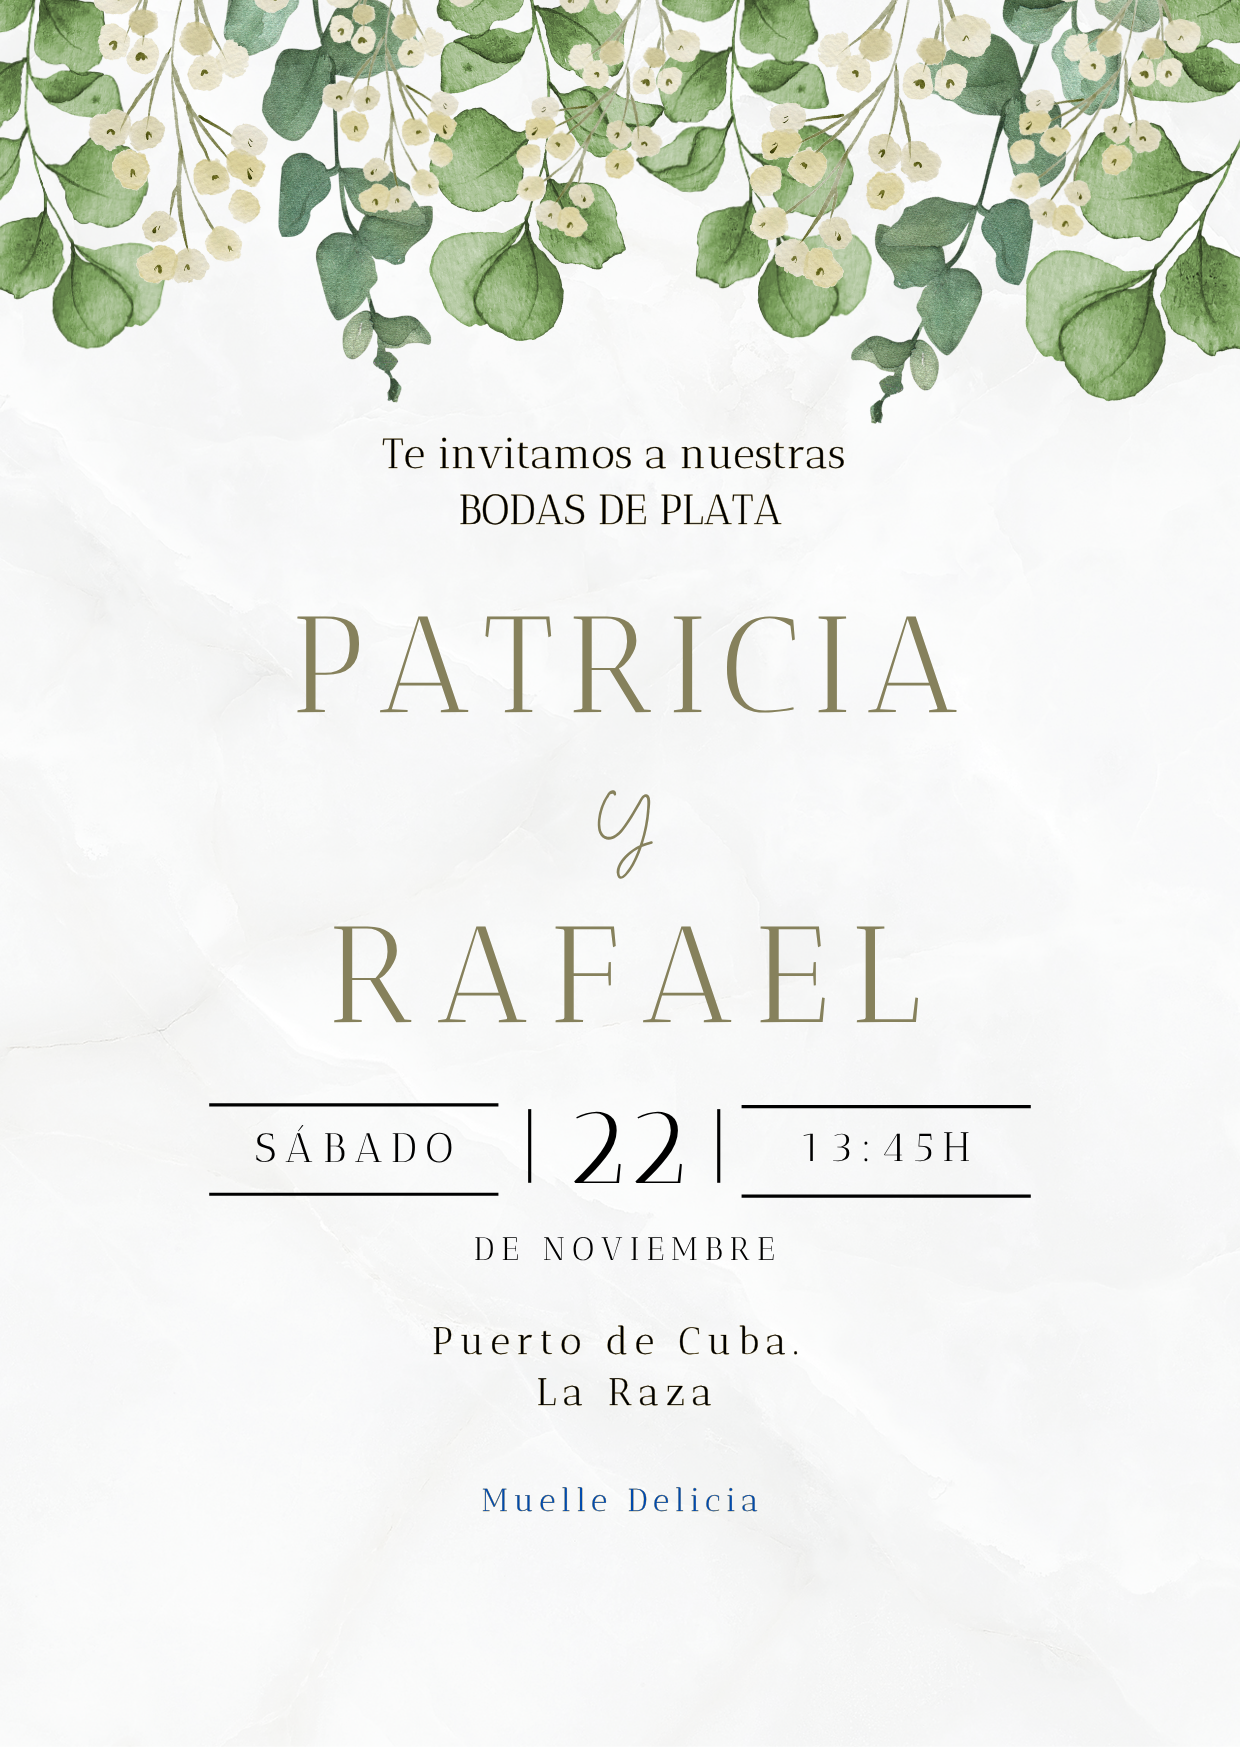 Te invitamos a nuestras
BODAS DE PLATA
PATRICIA
y
RAFAEL
SÁBADO | 22 | 13:45H
DE NOVIEMBRE
Puerto de Cuba.
La Raza
Muelle Delicia